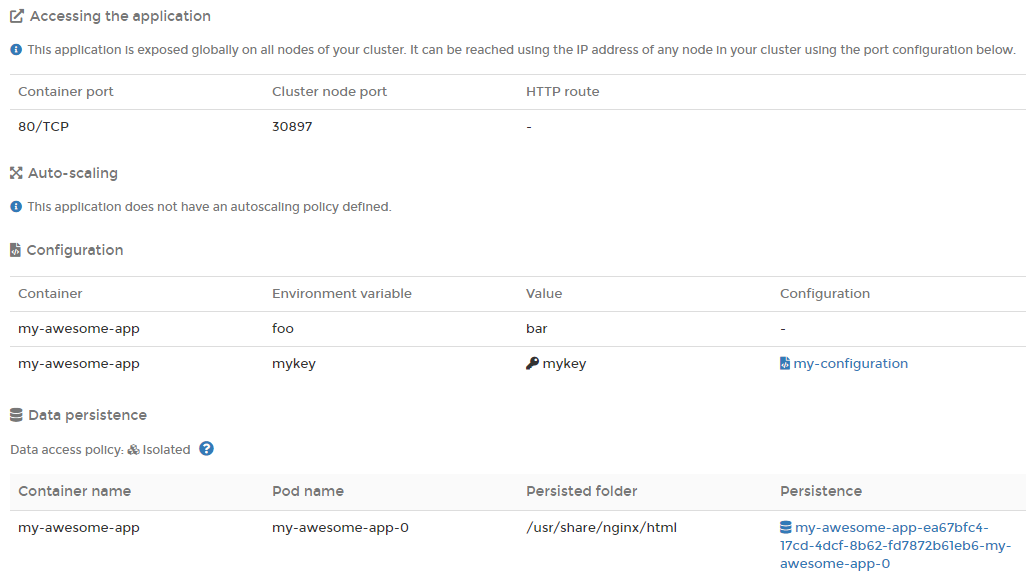 Accessing the application
This application is exposed globally on all nodes of your cluster. It can be reached using the IP address of any node in your cluster using the port configuration below.
Container port Cluster node port HTTP route
80/TCP 30897 -
Auto-scaling
This application does not have an autoscaling policy defined.
Configuration
Container Environment variable Value Configuration
my-awesome-app foo bar -
my-awesome-app mykey mykey my-configuration
Data persistence
Data access policy: Isolated
Container name Pod name Persisted folder Persistence
my-awesome-app my-awesome-app-0 /usr/share/nginx/html my-awesome-app-ea67bfc4-
17cd-4dcf-8b62-fd7872b61eb6-my-
awesome-app-0